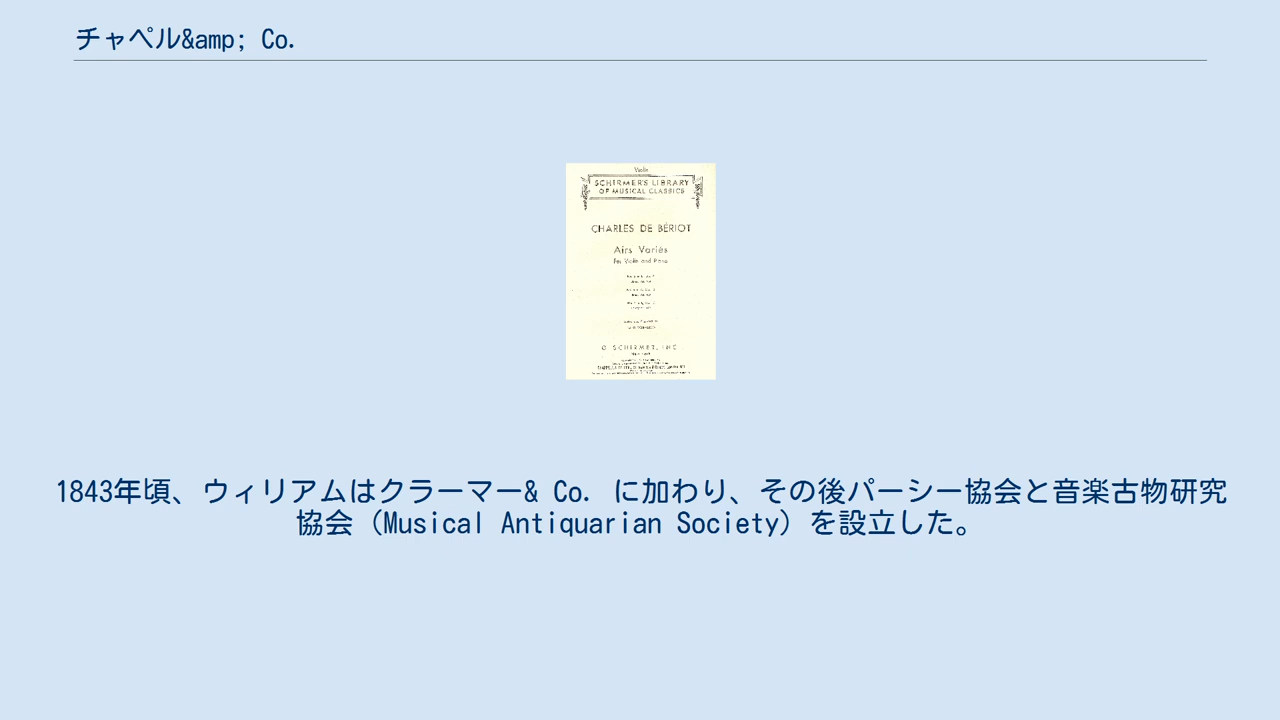 チャペル&amp; Co.
Violin
SCHIRMER'S LIBRARY
OF MUSICAL CLASSICS
CHARLES DE BÉRIOT
Airs Variés
For Violin and Piano
G. SCHIRMER, INC.
1843年頃、ウィリアムはクラーマー& Co. に加わり、その後パーシー協会と音楽古物研究
協会（Musical Antiquarian Society）を設立した。